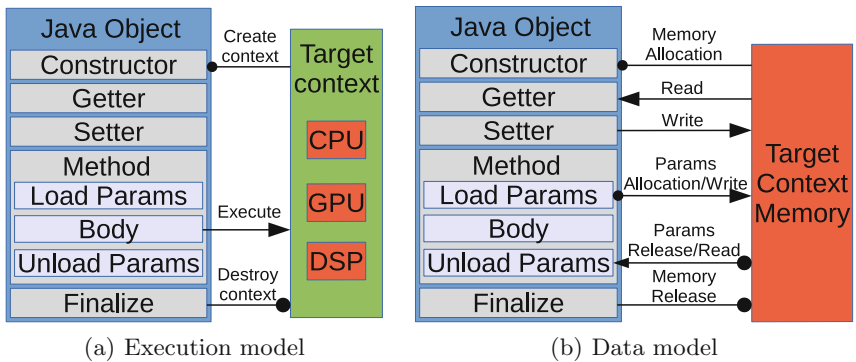 Java Object
Constructor
Getter
Setter
Method
Load Params
Body
Unload Params
Finalize
Create
context
Execute
Destroy
context
Target
context
CPU
GPU
DSP
(a) Execution model
Java Object
Constructor
Getter
Setter
Method
Load Params
Body
Unload Params
Finalize
Memory
Allocation
Read
Write
Params
Allocation/Write
Params
Release/Read
Memory
Release
Target
Context
Memory
(b) Data model